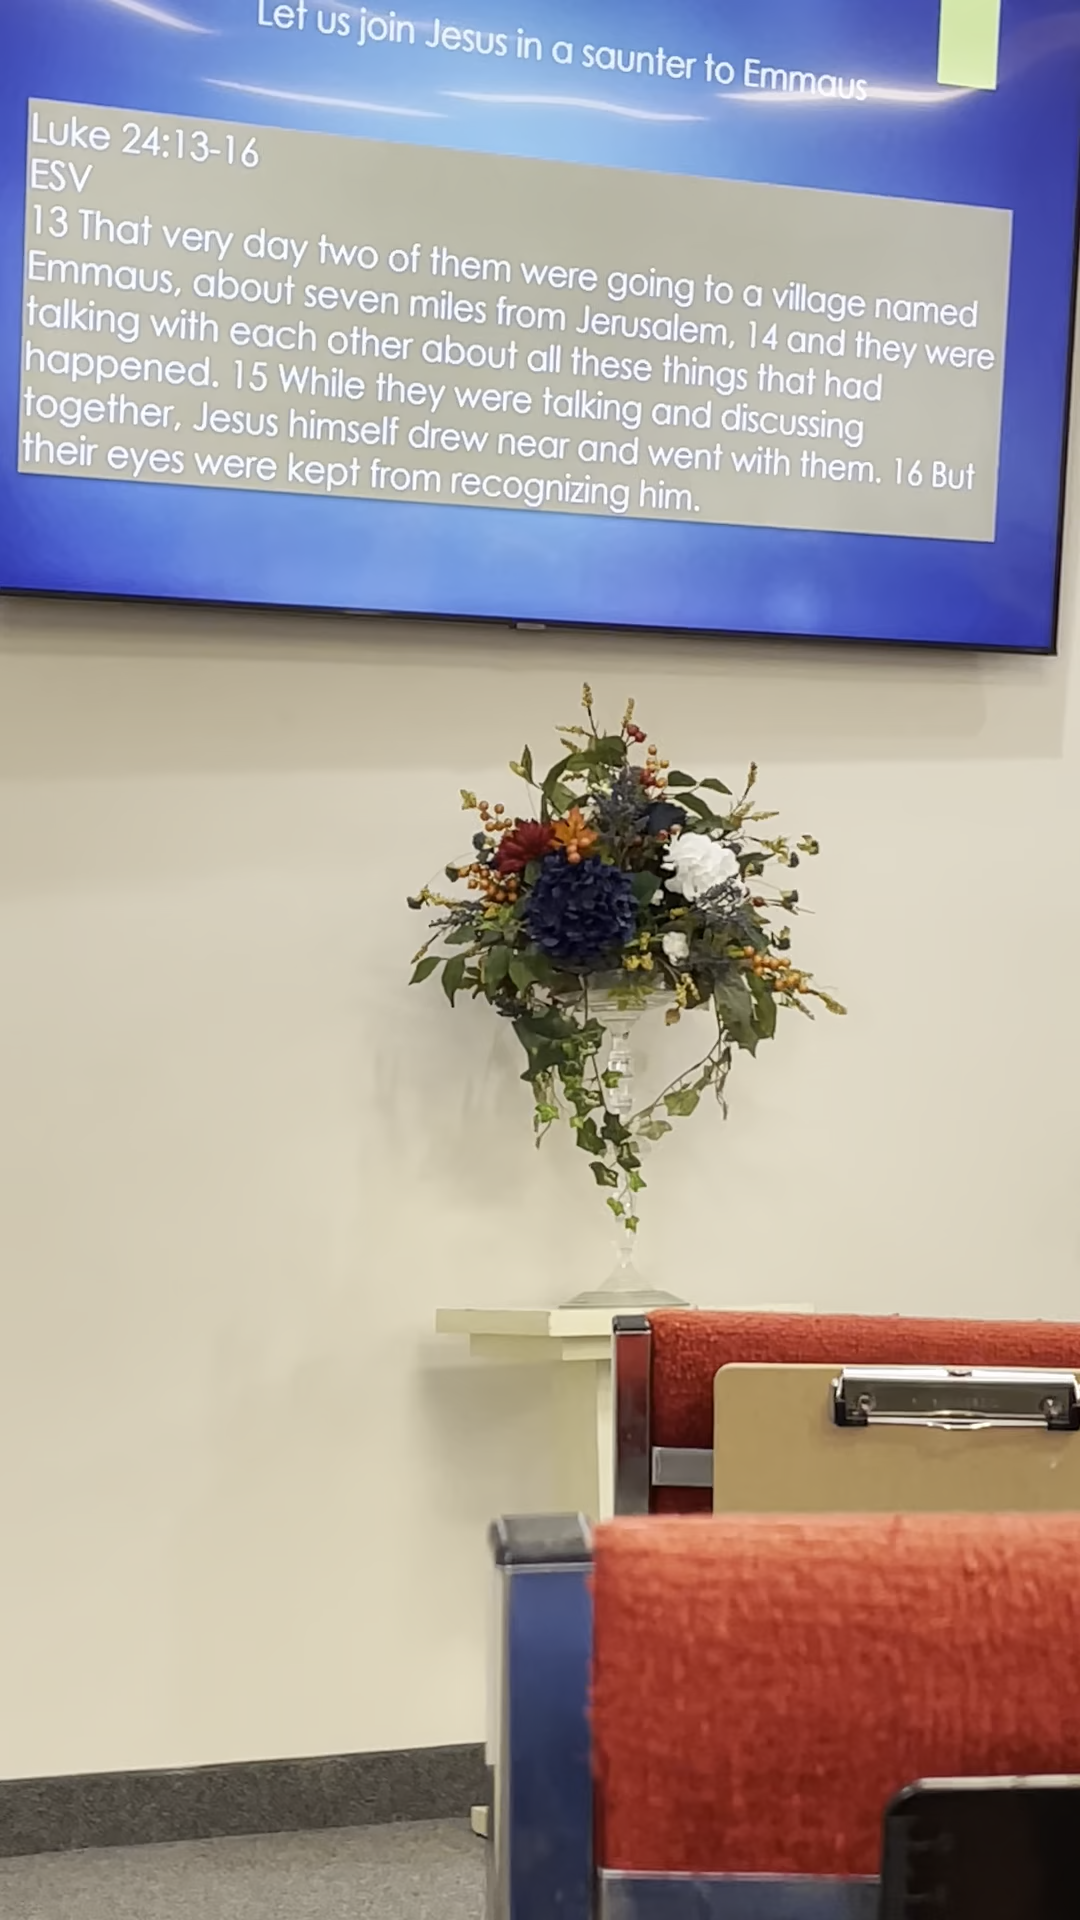 Let us join Jesus in a saunter to Emmaus
Luke 24:13-16
ESV
13 That very day two of them were going to a village named
Emmaus, about seven miles from Jerusalem, 14 and they were
talking with each other about all these things that had
happened. 15 While they were talking and discussing
together, Jesus himself drew near and went with them. 16 But
their eyes were kept from recognizing him.